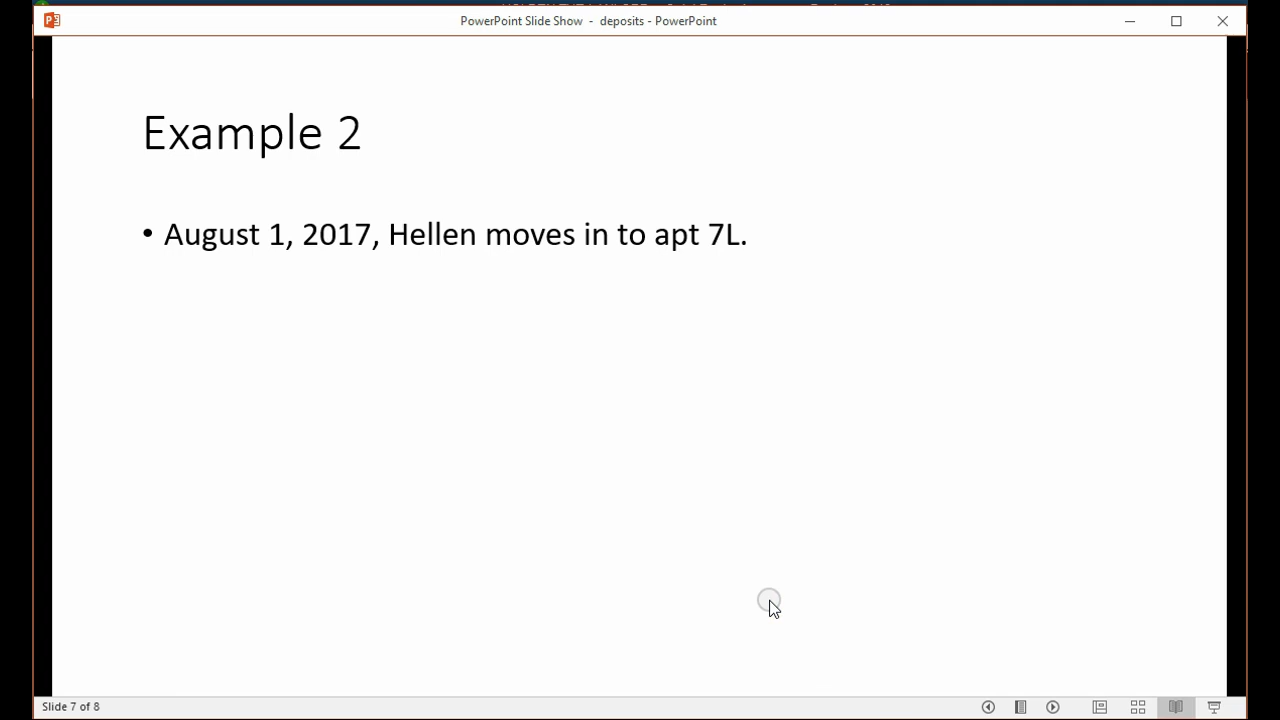 PowerPoint Slide Show - deposits - PowerPoint
Example 2
• August 1, 2017, Hellen moves in to apt 7L.
Slide 7 of 8